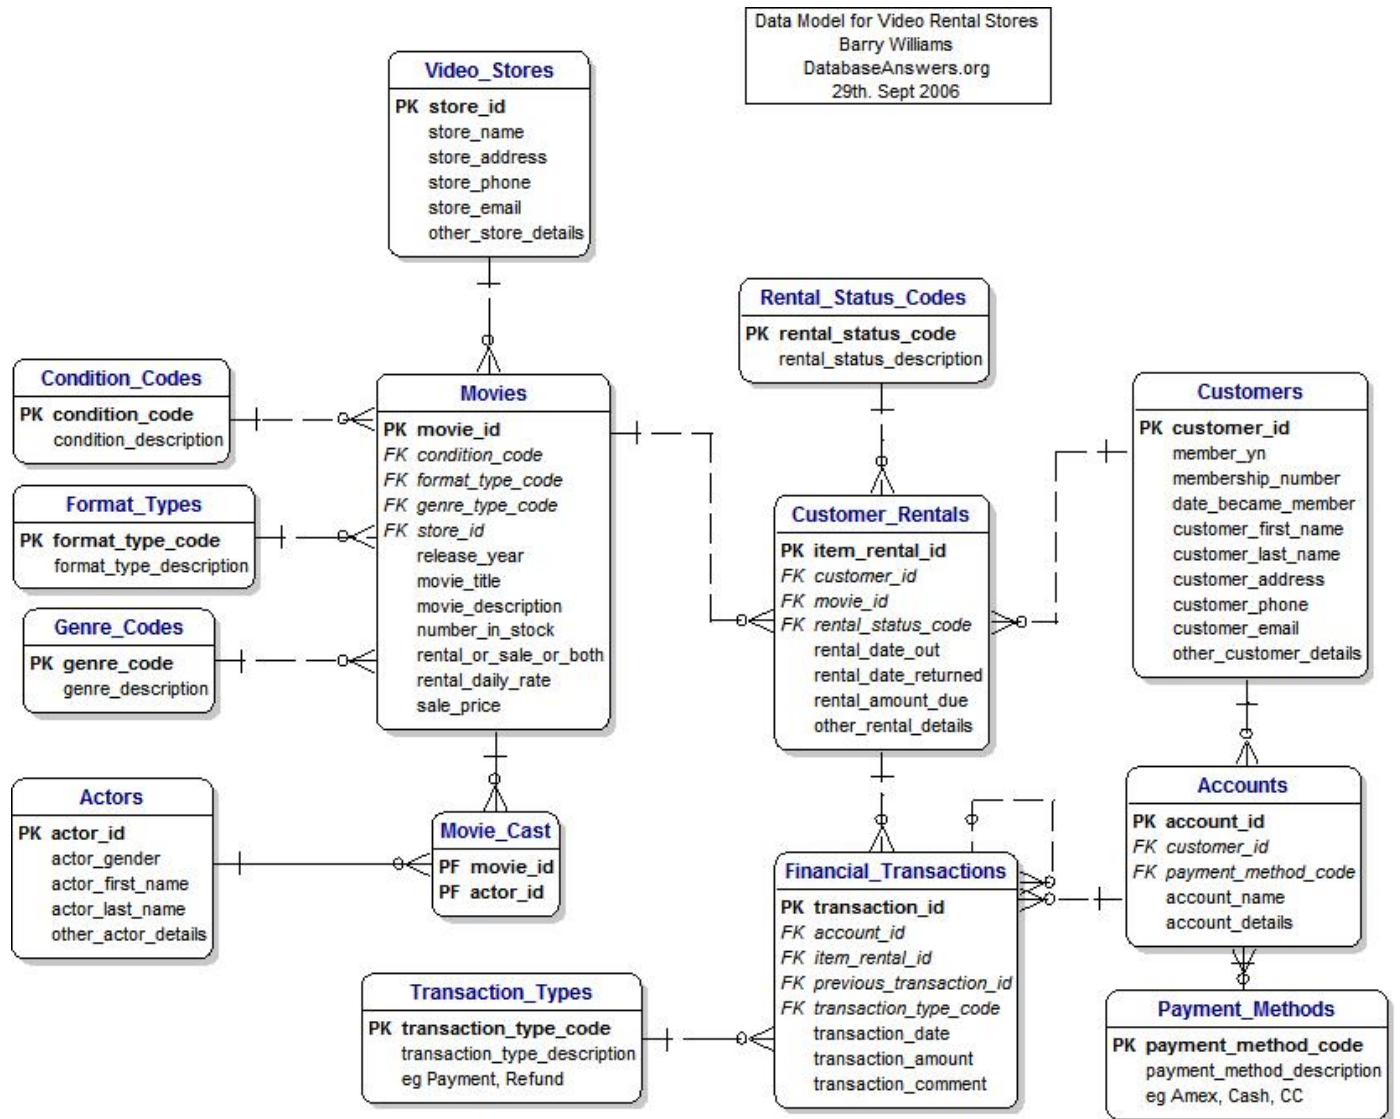 Data Model for Video Rental Stores
Barry Williams
DatabaseAnswers.org
29th. Sept 2006
Video_Stores
PK store_id
store_name
store_address
store_phone
store_email
other_store_details
Rental_Status_Codes
PK rental_status_code
rental_status_description
Condition_Codes
PK condition_code
condition_description
Format_Types
PK format_type_code
format_type_description
Genre_Codes
PK genre_code
genre_description
Movies
PK movie_id
FK condition_code
FK format_type_code
FK genre_type_code
FK store_id
release_year
movie_title
movie_description
number_in_stock
rental_or_sale_or_both
rental_daily_rate
sale_price
Customer_Rentals
PK item_rental_id
FK customer_id
FK movie_id
FK rental_status_code
rental_date_out
rental_date_returned
rental_amount_due
other_rental_details
Customers
PK customer_id
member_yn
membership_number
date_became_member
customer_first_name
customer_last_name
customer_address
customer_phone
customer_email
other_customer_details
Actors
PK actor_id
actor_gender
actor_first_name
actor_last_name
other_actor_details
Movie_Cast
PF movie_id
PF actor_id
Financial_Transactions
PK transaction_id
FK account_id
FK item_rental_id
FK previous_transaction_id
FK transaction_type_code
transaction_date
transaction_amount
transaction_comment
Accounts
PK account_id
FK customer_id
FK payment_method_code
account_name
account_details
Transaction_Types
PK transaction_type_code
transaction_type_description
eg Payment, Refund
Payment_Methods
PK payment_method_code
payment_method_description
eg Amex, Cash, CC